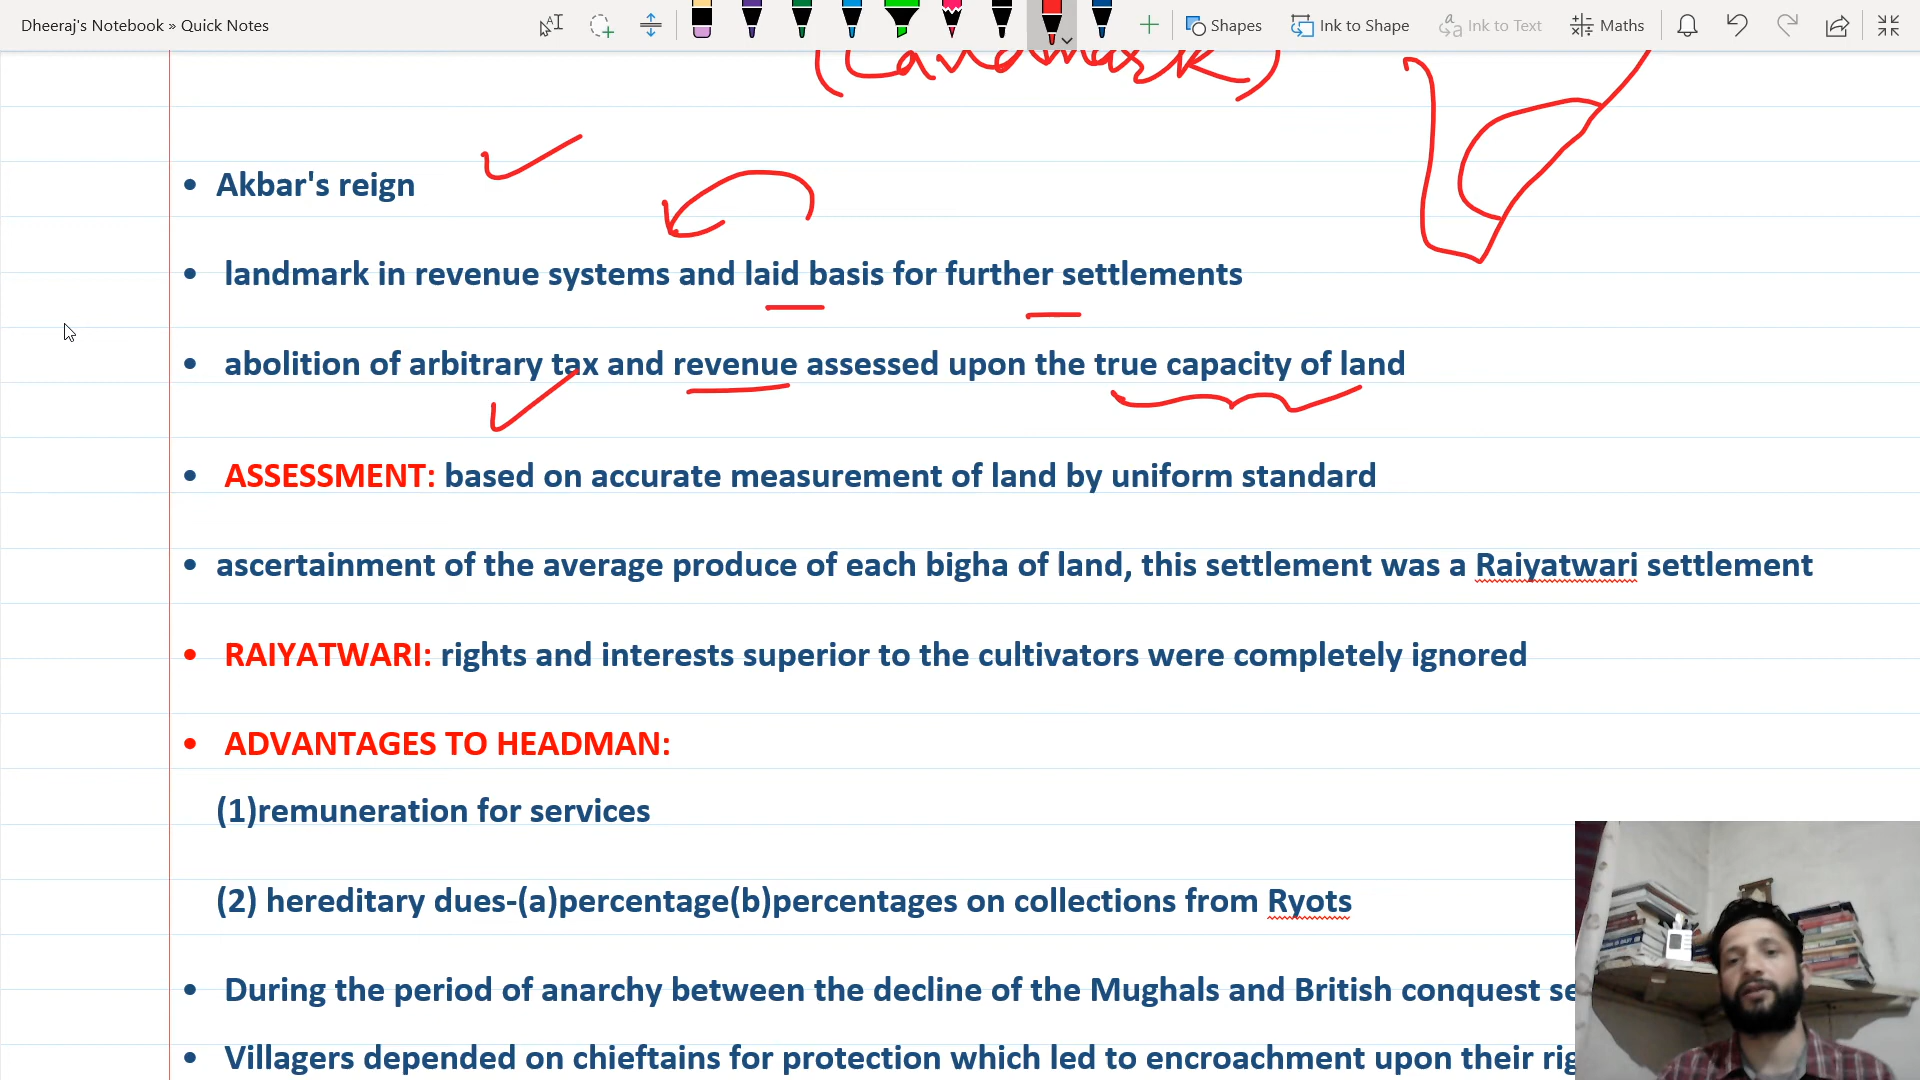 Dheeraj's Notebook » Quick Notes
Shapes
Ink to Shape
Ink to Text
Maths
(Landmark)
• Akbar's reign
• landmark in revenue systems and laid basis for further settlements
• abolition of arbitrary tax and revenue assessed upon the true capacity of land
• ASSESSMENT: based on accurate measurement of land by uniform standard
• ascertainment of the average produce of each bigha of land, this settlement was a Raiyatwari settlement
• RAIYATWARI: rights and interests superior to the cultivators were completely ignored
• ADVANTAGES TO HEADMAN:
(1)remuneration for services
(2) hereditary dues-(a)percentage(b)percentages on collections from Ryots
• During the period of anarchy between the decline of the Mughals and British conquest se
• Villagers depended on chieftains for protection which led to encroachment upon their rig